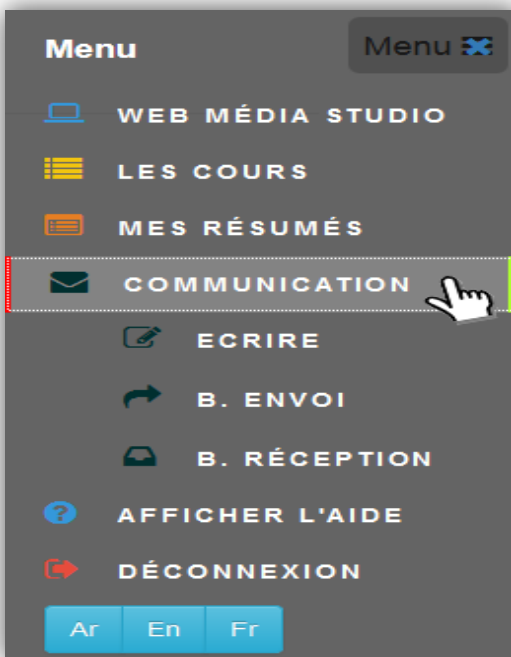 Menu Menu
WEB MÉDIA STUDIO
LES COURS
MES RÉSUMÉS
COMMUNICATION
ECRIRE
B. ENVOI
B. RÉCEPTION
AFFICHER L'AIDE
DÉCONNEXION
Ar En Fr